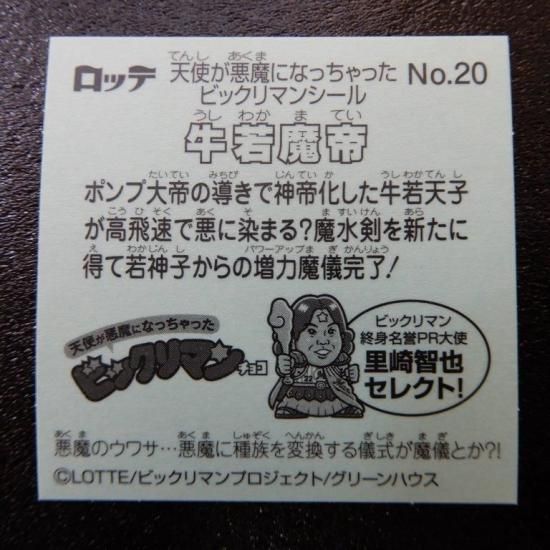 ロッテ 天使が悪魔になっちゃった No.20
てんし あくま
ビックリマンシール
うし わか ま てい
牛若魔帝
たいてい みちび じんてい か うしわかてんし
ポンプ大帝の導きで神帝化した牛若天子
こうひそく あく そ ますいけん あら
が高飛速で悪に染まる?魔水剣を新たに
え わかじんし パワーアップまぎかんりょう
得て若神子からの増力魔儀完了!
天使が悪魔になっちゃった
ビックリマンチョコ
ビックリマン
終身名誉PR大使
里崎智也
セレクト!
あくま あくま しゅぞく へんかん ぎしき まぎ
悪魔のウワサ…悪魔に種族を変換する儀式が魔儀とか?!
©LOTTE/ビックリマンプロジェクト/グリーンハウス